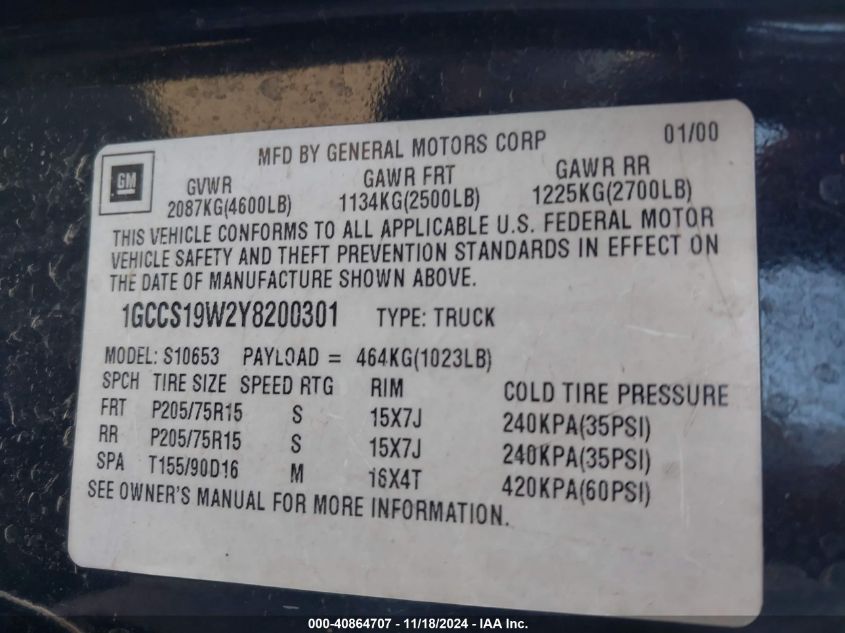 MFD BY GENERAL MOTORS CORP 01/00
GM
GVWR GAWR FRT GAWR RR
2087KG(4600LB) 1134KG(2500LB) 1225KG(2700LB)
THIS VEHICLE CONFORMS TO ALL APPLICABLE U.S. FEDERAL MOTOR
VEHICLE SAFETY AND THEFT PREVENTION STANDARDS IN EFFECT ON
THE DATE OF MANUFACTURE SHOWN ABOVE.
1GCCS19W2Y8200301 TYPE: TRUCK
MODEL: S10653 PAYLOAD = 464KG(1023LB)
SPCH TIRE SIZE SPEED RTG RIM COLD TIRE PRESSURE
FRT P205/75R15 S 15X7J 240KPA(35PSI)
RR P205/75R15 S 15X7J 240KPA(35PSI)
SPA T155/90D16 M 16X4T 420KPA(60PSI)
SEE OWNER'S MANUAL FOR MORE INFORMATION.
000-40864707 - 11/18/2024 - IAA Inc.